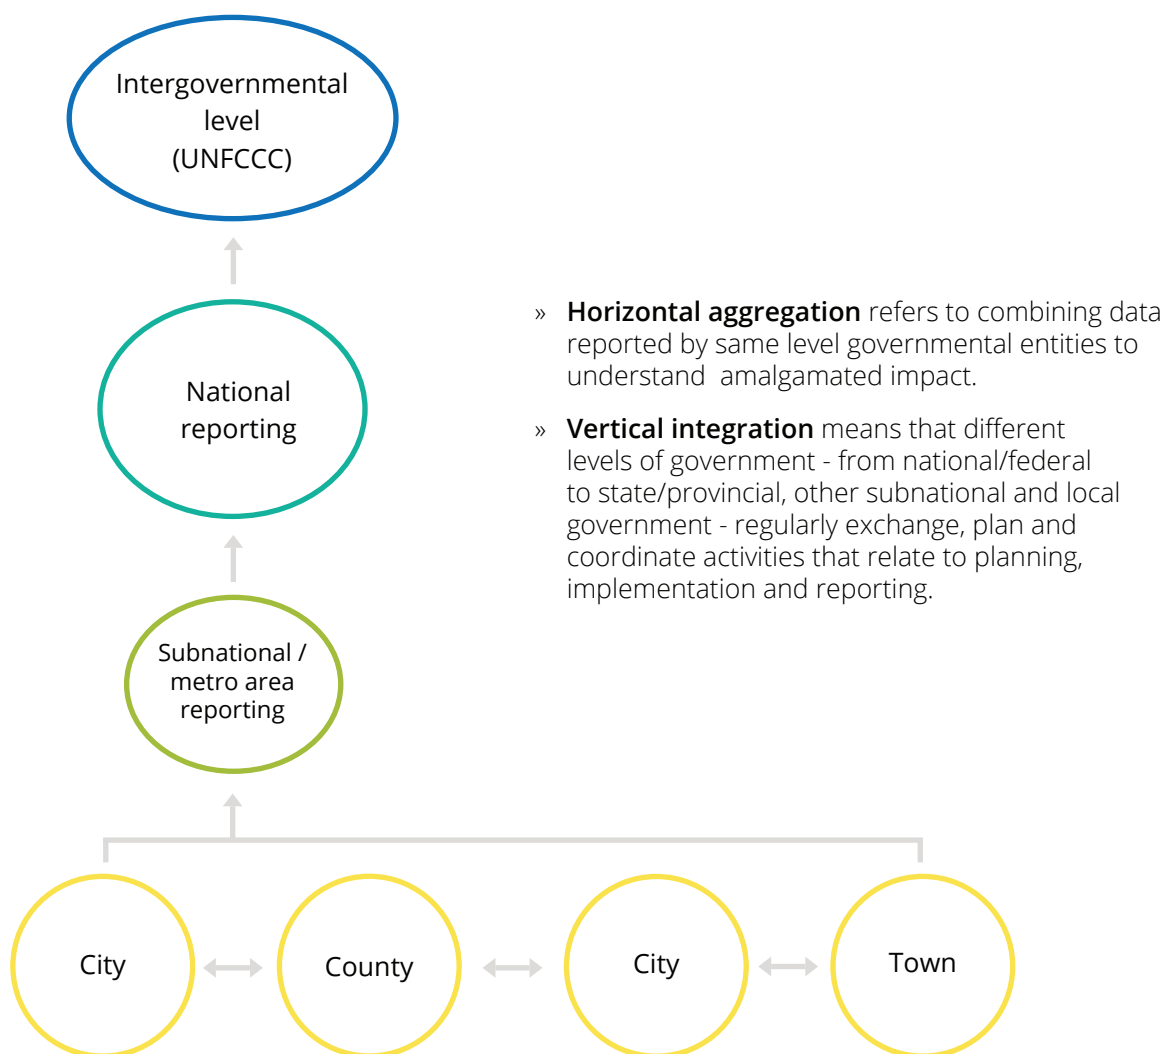 Intergovernmental
level
(UNFCCC)
National
reporting
» Horizontal aggregation refers to combining data
reported by same level governmental entities to
understand  amalgamated impact.
» Vertical integration means that different
levels of government - from national/federal
to state/provincial, other subnational and local
government - regularly exchange, plan and
coordinate activities that relate to planning,
implementation and reporting.
Subnational /
metro area
reporting
City
County
City
Town